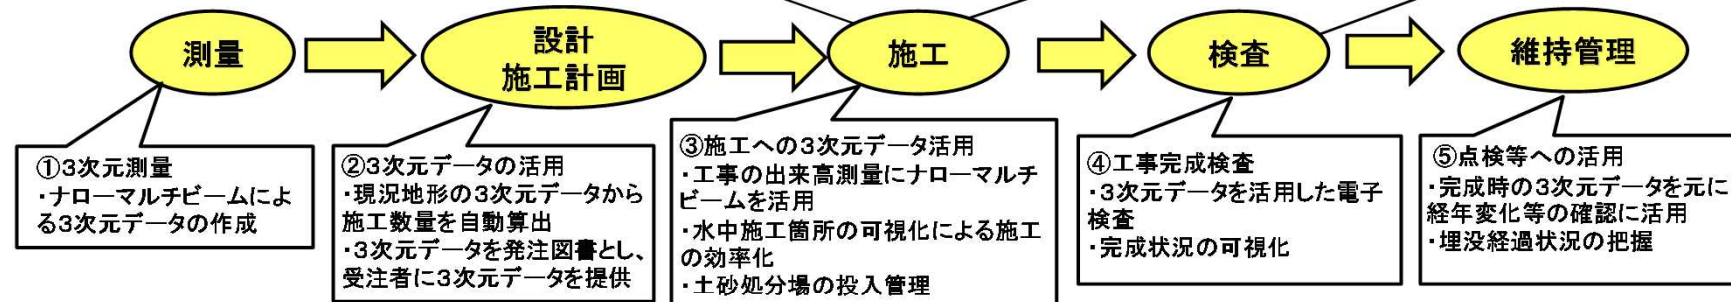 測量
設計
施工計画
施工
検査
維持管理
①3次元測量
・ナローマルチビームによ
る3次元データの作成
②3次元データの活用
・現況地形の3次元データから
施工数量を自動算出
・3次元データを発注図書とし、
受注者に3次元データを提供
③施工への3次元データ活用
・工事の出来高測量にナローマルチ
ビームを活用
・水中施工箇所の可視化による施工
の効率化
・土砂処分場の投入管理
④工事完成検査
・3次元データを活用した電子
検査
・完成状況の可視化
⑤点検等への活用
・完成時の3次元データを元に
経年変化等の確認に活用
・埋没経過状況の把握